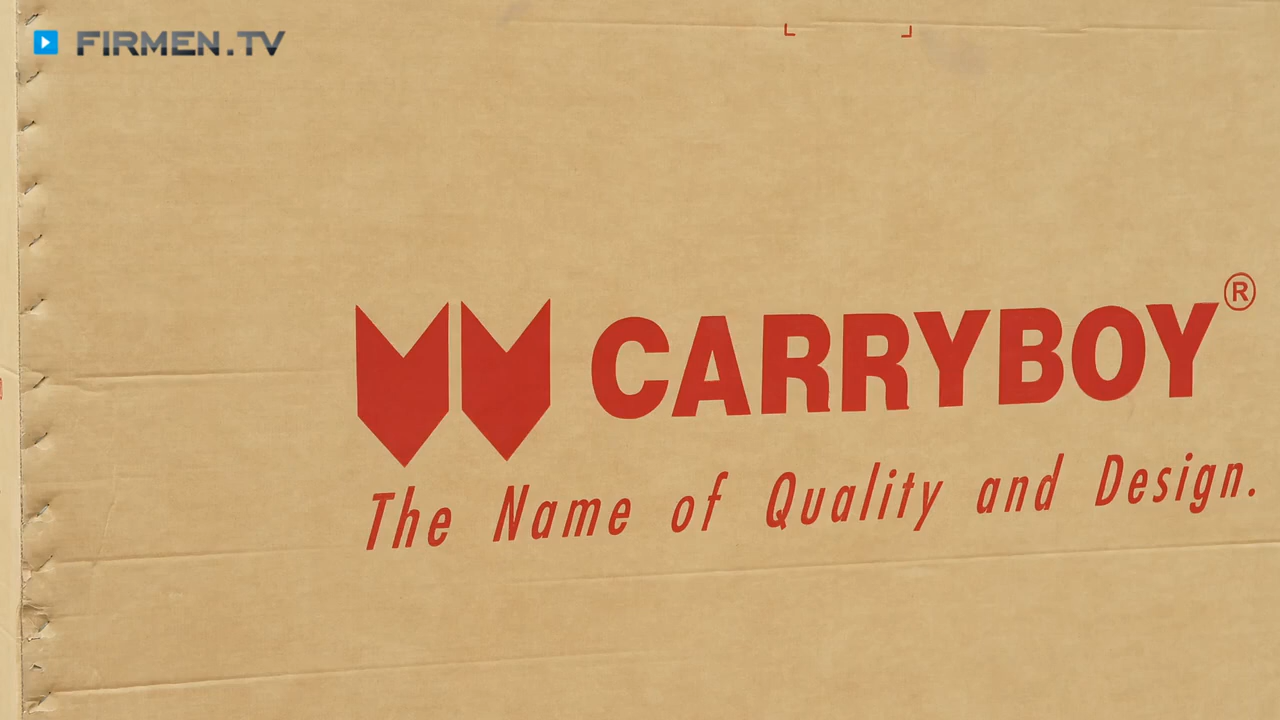 FIRMEN.TV
CARRYBOY®
The Name of Quality and Design.